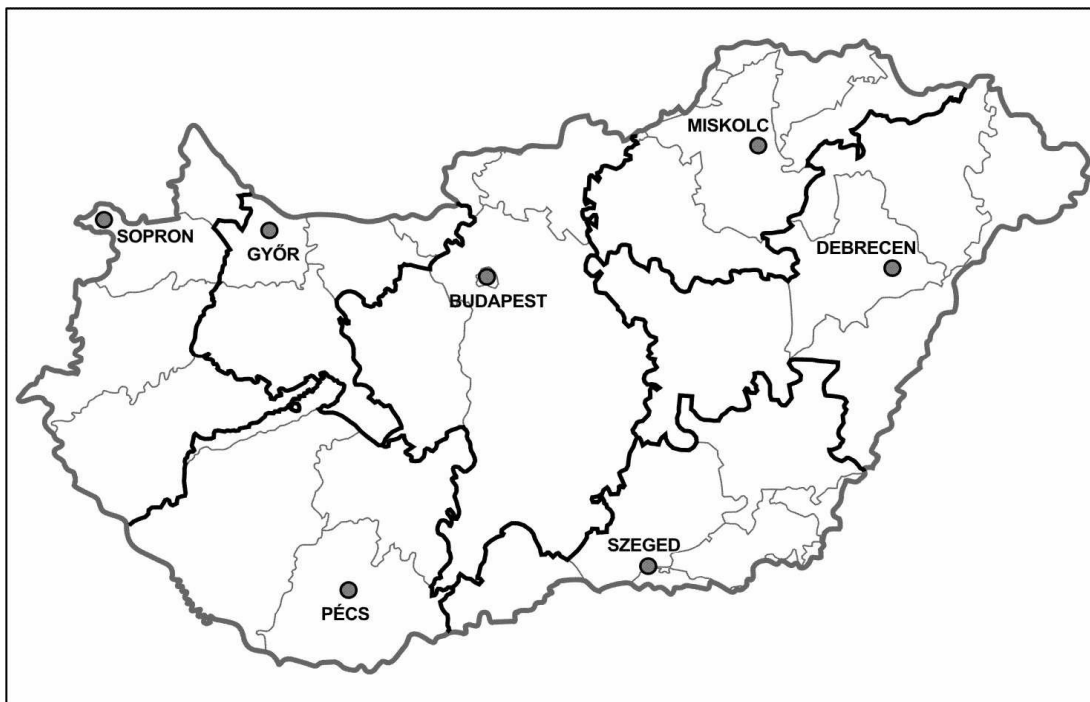 MISKOLC
SOPRON
GYŐR
DEBRECEN
BUDAPEST
SZEGED
PÉCS